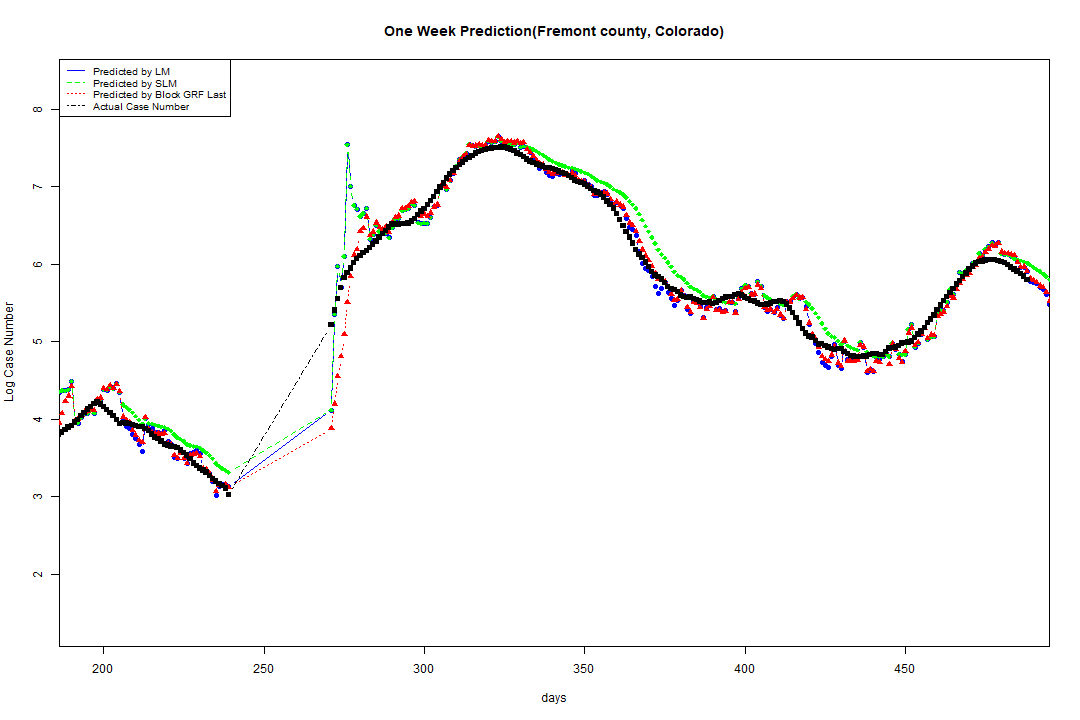 One Week Prediction(Fremont county, Colorado)
Predicted by LM
Predicted by SLM
Predicted by Block GRF Last
Actual Case Number
Log Case Number
8
7
6
5
4
3
2
200 250 300 350 400 450
days